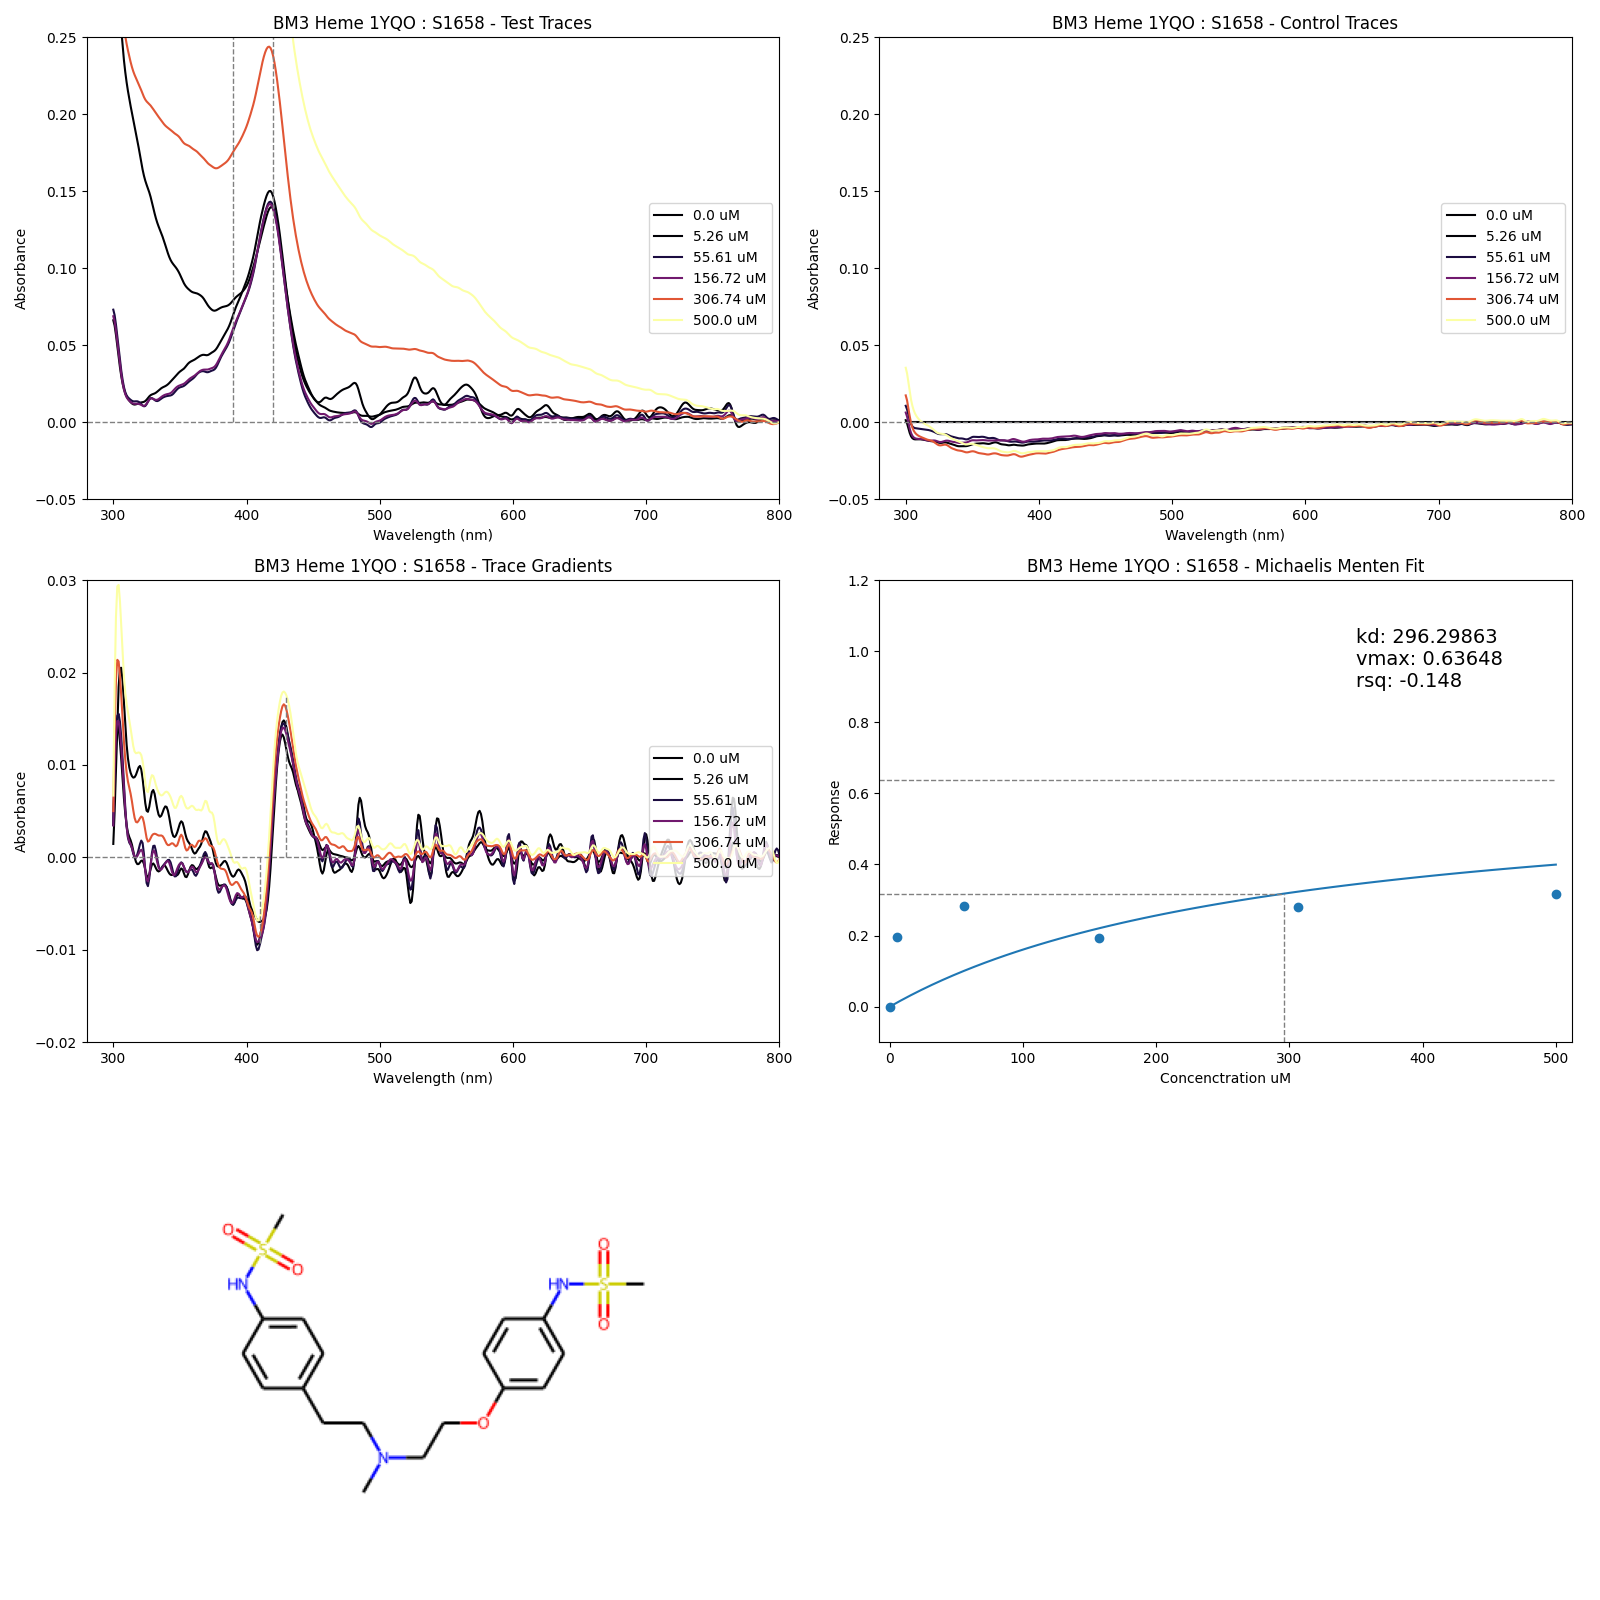 BM3 Heme 1YQO : S1658 - Test Traces
0.25
0.20
0.15
0.10
0.05
0.00
−0.05
Absorbance
300
400
500
600
700
800
Wavelength (nm)
0.0 uM
5.26 uM
55.61 uM
156.72 uM
306.74 uM
500.0 uM
BM3 Heme 1YQO : S1658 - Control Traces
0.25
0.20
0.15
0.10
0.05
0.00
−0.05
Absorbance
300
400
500
600
700
800
Wavelength (nm)
0.0 uM
5.26 uM
55.61 uM
156.72 uM
306.74 uM
500.0 uM
BM3 Heme 1YQO : S1658 - Trace Gradients
0.03
0.02
0.01
0.00
−0.01
−0.02
Absorbance
300
400
500
600
700
800
Wavelength (nm)
0.0 uM
5.26 uM
55.61 uM
156.72 uM
306.74 uM
500.0 uM
BM3 Heme 1YQO : S1658 - Michaelis Menten Fit
1.2
1.0
0.8
0.6
0.4
0.2
0.0
Response
kd: 296.29863
vmax: 0.63648
rsq: -0.148
0
100
200
300
400
500
Concenctration uM
O
S
O
HN
O
HN
S
O
O
N